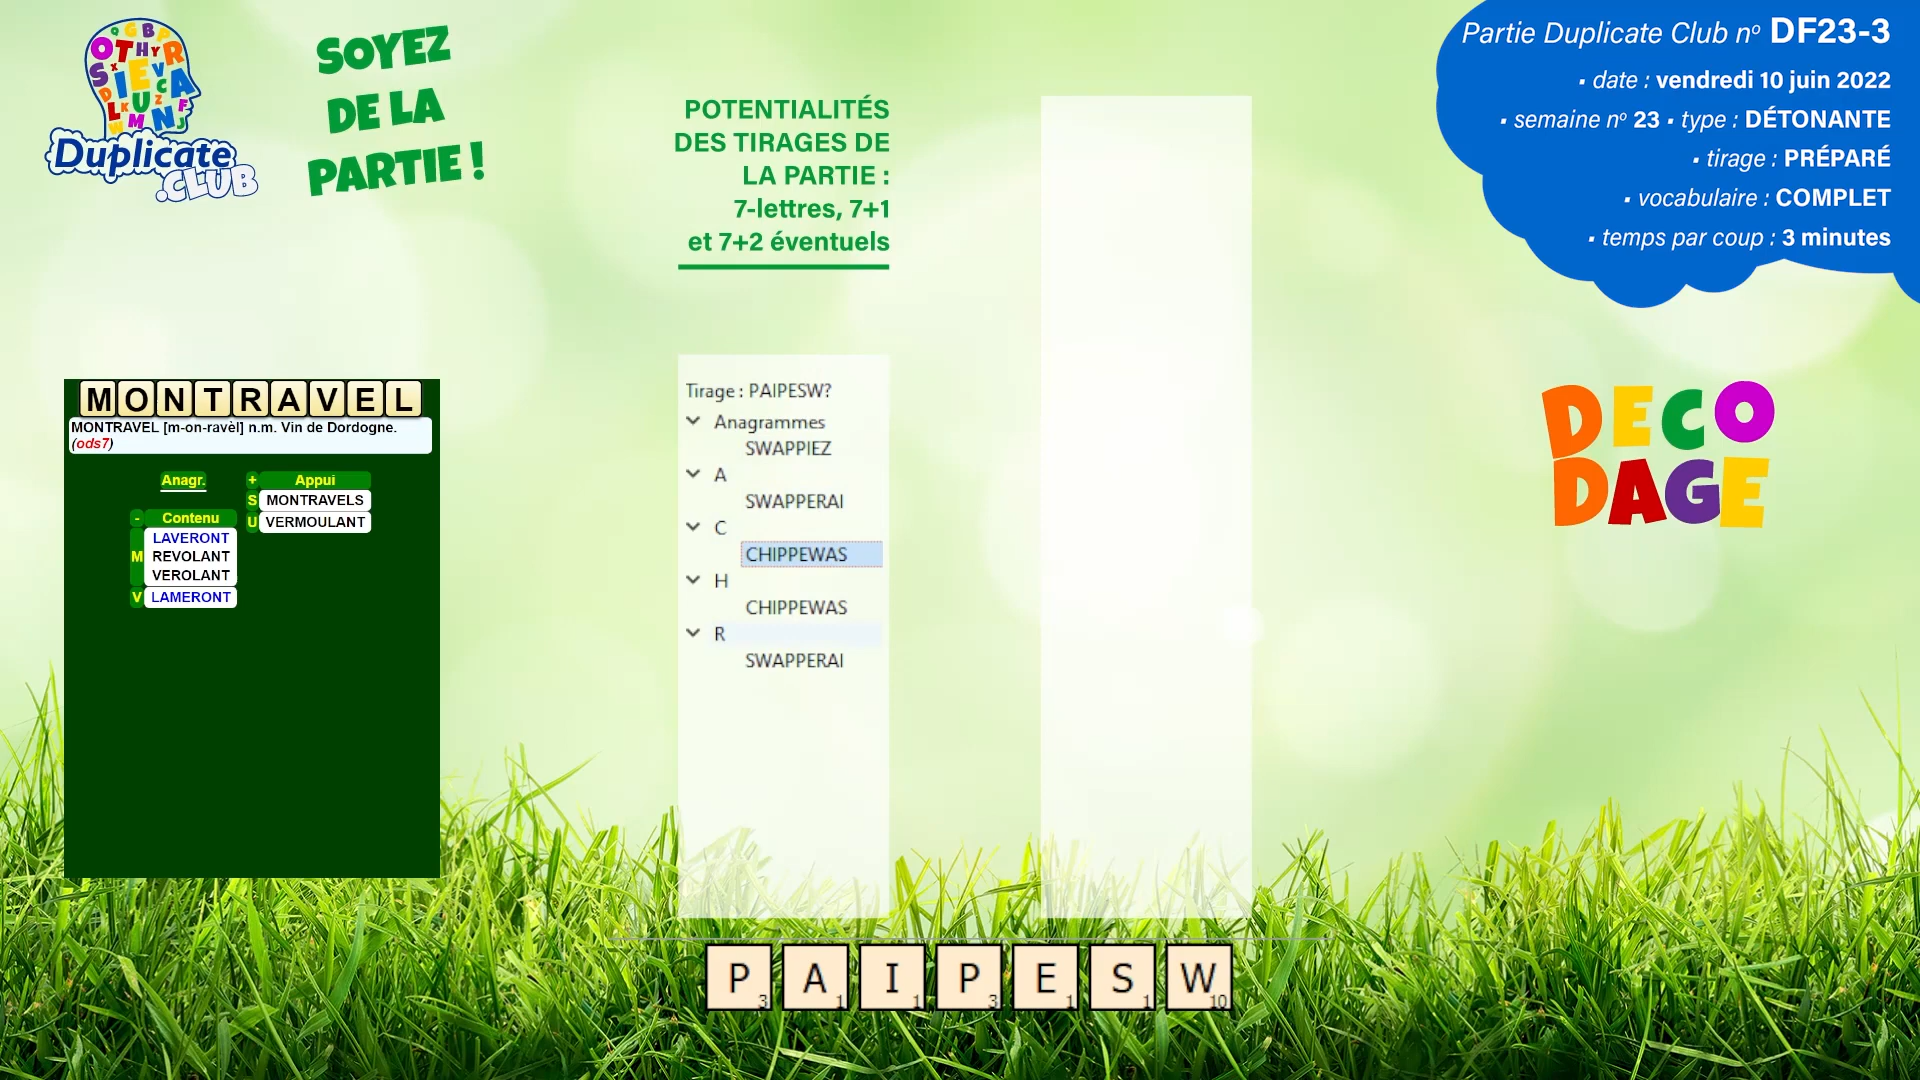 Duplicate
.CLUB
SOYEZ
DE LA
PARTIE !
POTENTIALITÉS
DES TIRAGES DE
LA PARTIE :
7-lettres, 7+1
et 7+2 éventuels
Partie Duplicate Club nº DF23-3
• date : vendredi 10 juin 2022
• semaine nº 23 • type : DÉTONANTE
• tirage : PRÉPARÉ
• vocabulaire : COMPLET
• temps par coup : 3 minutes
MONTRAVEL
MONTRAVEL [m-on-ravèl] n.m. Vin de Dordogne.
(ods7)
Anagr. + Appui
S MONTRAVELS
- Contenu
U VERMOULANT
LAVERONT
M REVOLANT
VEROLANT
V LAMERONT
Tirage : PAIPESW?
Anagrammes
SWAPPIEZ
A
SWAPPERAI
C
CHIPPEWAS
H
CHIPPEWAS
R
SWAPPERAI
DECO
DAGE
P3 A1 I1 P3 E1 S1 W10